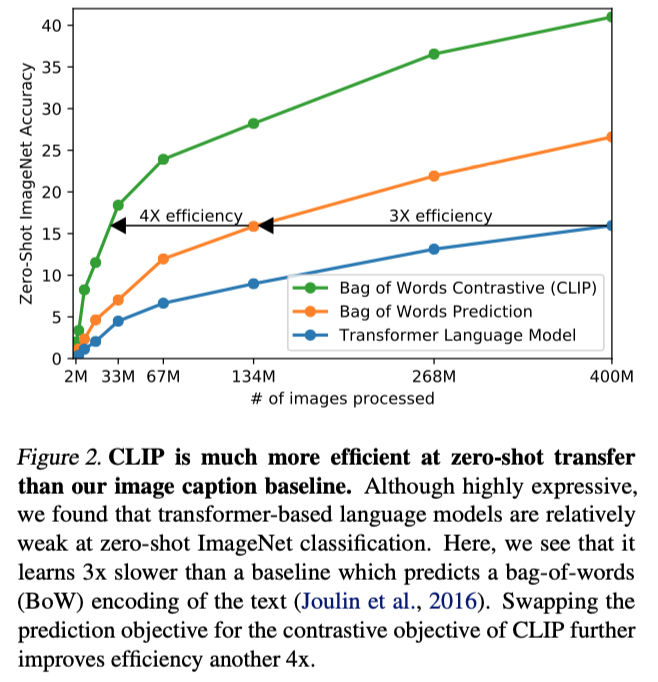 Zero-Shot ImageNet Accuracy
40
35
30
25
20
15
10
5
0
4X efficiency
3X efficiency
Bag of Words Contrastive (CLIP)
Bag of Words Prediction
Transformer Language Model
2M 33M 67M 134M 268M 400M
# of images processed
Figure 2. CLIP is much more efficient at zero-shot transfer
than our image caption baseline. Although highly expressive,
we found that transformer-based language models are relatively
weak at zero-shot ImageNet classification. Here, we see that it
learns 3x slower than a baseline which predicts a bag-of-words
(BoW) encoding of the text (Joulin et al., 2016). Swapping the
prediction objective for the contrastive objective of CLIP further
improves efficiency another 4x.